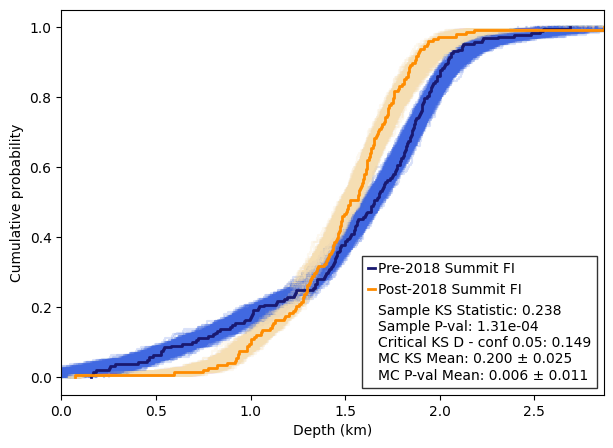 1.0
0.8
0.6
0.4
0.2
0.0
Cumulative probability
0.0 0.5 1.0 1.5 2.0 2.5
Depth (km)
Pre-2018 Summit FI
Post-2018 Summit FI
Sample KS Statistic: 0.238
Sample P-val: 1.31e-04
Critical KS D - conf 0.05: 0.149
MC KS Mean: 0.200 ± 0.025
MC P-val Mean: 0.006 ± 0.011